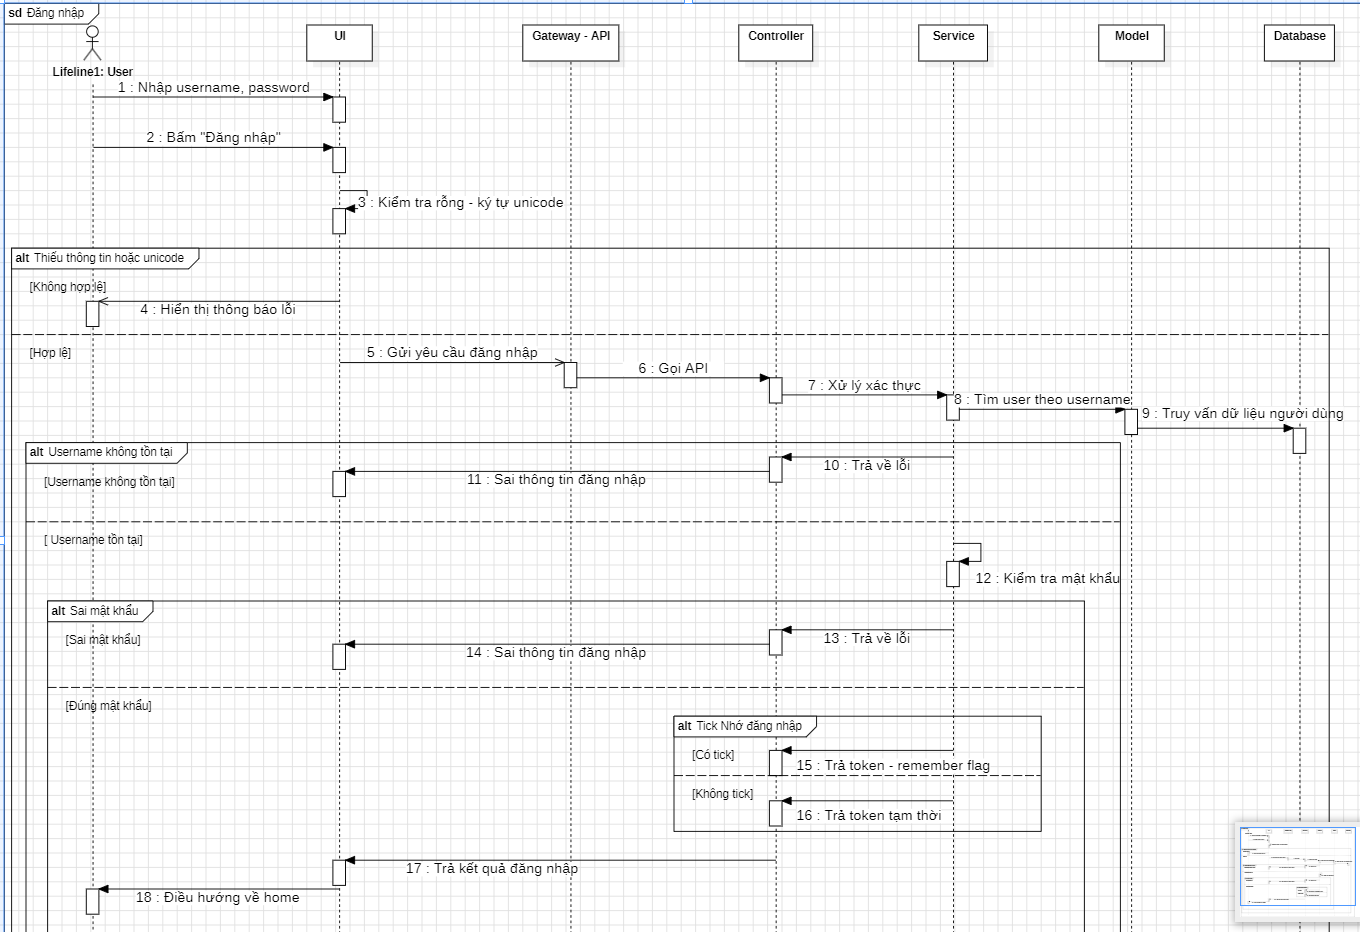 sd Đăng nhập
UI
Gateway - API
Controller
Service
Model
Database
Lifeline1: User
1 : Nhập username, password
2 : Bấm "Đăng nhập"
3 : Kiểm tra rỗng - ký tự unicode
alt Thiếu thông tin hoặc unicode
[Không hợp lệ]
4 : Hiển thị thông báo lỗi
[Hợp lệ]
5 : Gửi yêu cầu đăng nhập
6 : Gọi API
7 : Xử lý xác thực
8 : Tìm user theo username
9 : Truy vấn dữ liệu người dùng
alt Username không tồn tại
10 : Trả về lỗi
[Username không tồn tại]
11 : Sai thông tin đăng nhập
[ Username tồn tại]
12 : Kiểm tra mật khẩu
alt Sai mật khẩu
[Sai mật khẩu]
13 : Trả về lỗi
14 : Sai thông tin đăng nhập
[Đúng mật khẩu]
alt Tick Nhớ đăng nhập
[Có tick]
15 : Trả token - remember flag
[Không tick]
16 : Trả token tạm thời
17 : Trả kết quả đăng nhập
18 : Điều hướng về home